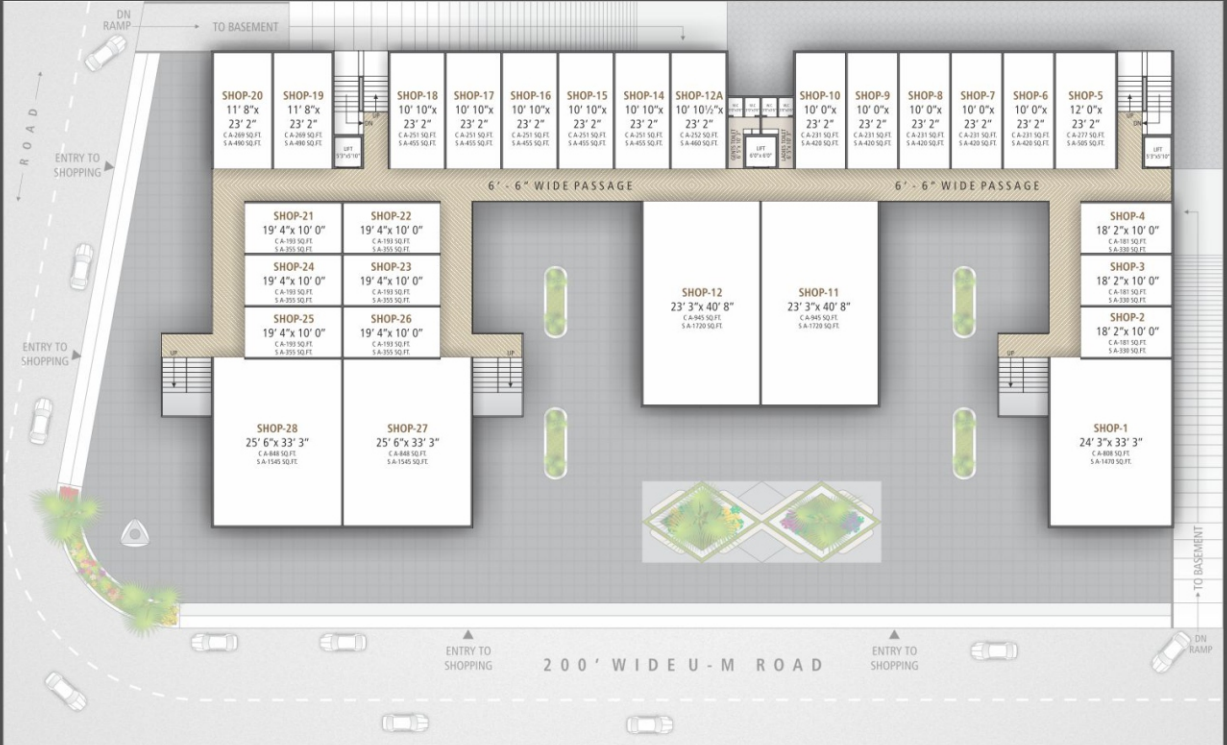 DN
RAMP
TO BASEMENT
ROAD
ENTRY TO
SHOPPING
ENTRY TO
SHOPPING
SHOP-20
11' 8"x
23' 2"
C A-269 SQ.FT.
S A-490 SQ.FT.
SHOP-19
11' 8"x
23' 2"
C A-269 SQ.FT.
S A-490 SQ.FT.
UP
DN
LIFT
SHOP-18
10' 10"x
23' 2"
C A-251 SQ.FT.
S A-455 SQ.FT.
SHOP-17
10' 10"x
23' 2"
C A-251 SQ.FT.
S A-455 SQ.FT.
SHOP-16
10' 10"x
23' 2"
C A-251 SQ.FT.
S A-455 SQ.FT.
SHOP-15
10' 10"x
23' 2"
C A-251 SQ.FT.
S A-455 SQ.FT.
SHOP-14
10' 10"x
23' 2"
C A-251 SQ.FT.
S A-455 SQ.FT.
SHOP-12A
10' 10½"x
23' 2"
C A-252 SQ.FT.
S A-460 SQ.FT.
LIFT
SHOP-10
10' 0"x
23' 2"
C A-231 SQ.FT.
S A-420 SQ.FT.
SHOP-9
10' 0"x
23' 2"
C A-231 SQ.FT.
S A-420 SQ.FT.
SHOP-8
10' 0"x
23' 2"
C A-231 SQ.FT.
S A-420 SQ.FT.
SHOP-7
10' 0"x
23' 2"
C A-231 SQ.FT.
S A-420 SQ.FT.
SHOP-6
10' 0"x
23' 2"
C A-231 SQ.FT.
S A-420 SQ.FT.
SHOP-5
12' 0"x
23' 2"
C A-277 SQ.FT.
S A-505 SQ.FT.
UP
DN
LIFT
6' - 6" WIDE PASSAGE
6' - 6" WIDE PASSAGE
SHOP-21
19' 4"x 10' 0"
C A-193 SQ.FT.
S A-355 SQ.FT.
SHOP-22
19' 4"x 10' 0"
C A-193 SQ.FT.
S A-355 SQ.FT.
SHOP-24
19' 4"x 10' 0"
C A-193 SQ.FT.
S A-355 SQ.FT.
SHOP-23
19' 4"x 10' 0"
C A-193 SQ.FT.
S A-355 SQ.FT.
SHOP-25
19' 4"x 10' 0"
C A-193 SQ.FT.
S A-355 SQ.FT.
SHOP-26
19' 4"x 10' 0"
C A-193 SQ.FT.
S A-355 SQ.FT.
UP
UP
SHOP-28
25' 6"x 33' 3"
C A-848 SQ.FT.
S A-1545 SQ.FT.
SHOP-27
25' 6"x 33' 3"
C A-848 SQ.FT.
S A-1545 SQ.FT.
SHOP-12
23' 3"x 40' 8"
C A-945 SQ.FT.
S A-1720 SQ.FT.
SHOP-11
23' 3"x 40' 8"
C A-945 SQ.FT.
S A-1720 SQ.FT.
SHOP-4
18' 2"x 10' 0"
C A-181 SQ.FT.
S A-330 SQ.FT.
SHOP-3
18' 2"x 10' 0"
C A-181 SQ.FT.
S A-330 SQ.FT.
SHOP-2
18' 2"x 10' 0"
C A-181 SQ.FT.
S A-330 SQ.FT.
UP
SHOP-1
24' 3"x 33' 3"
C A-808 SQ.FT.
S A-1470 SQ.FT.
TO BASEMENT
DN
RAMP
ENTRY TO
SHOPPING
ENTRY TO
SHOPPING
200' WIDE U-M ROAD